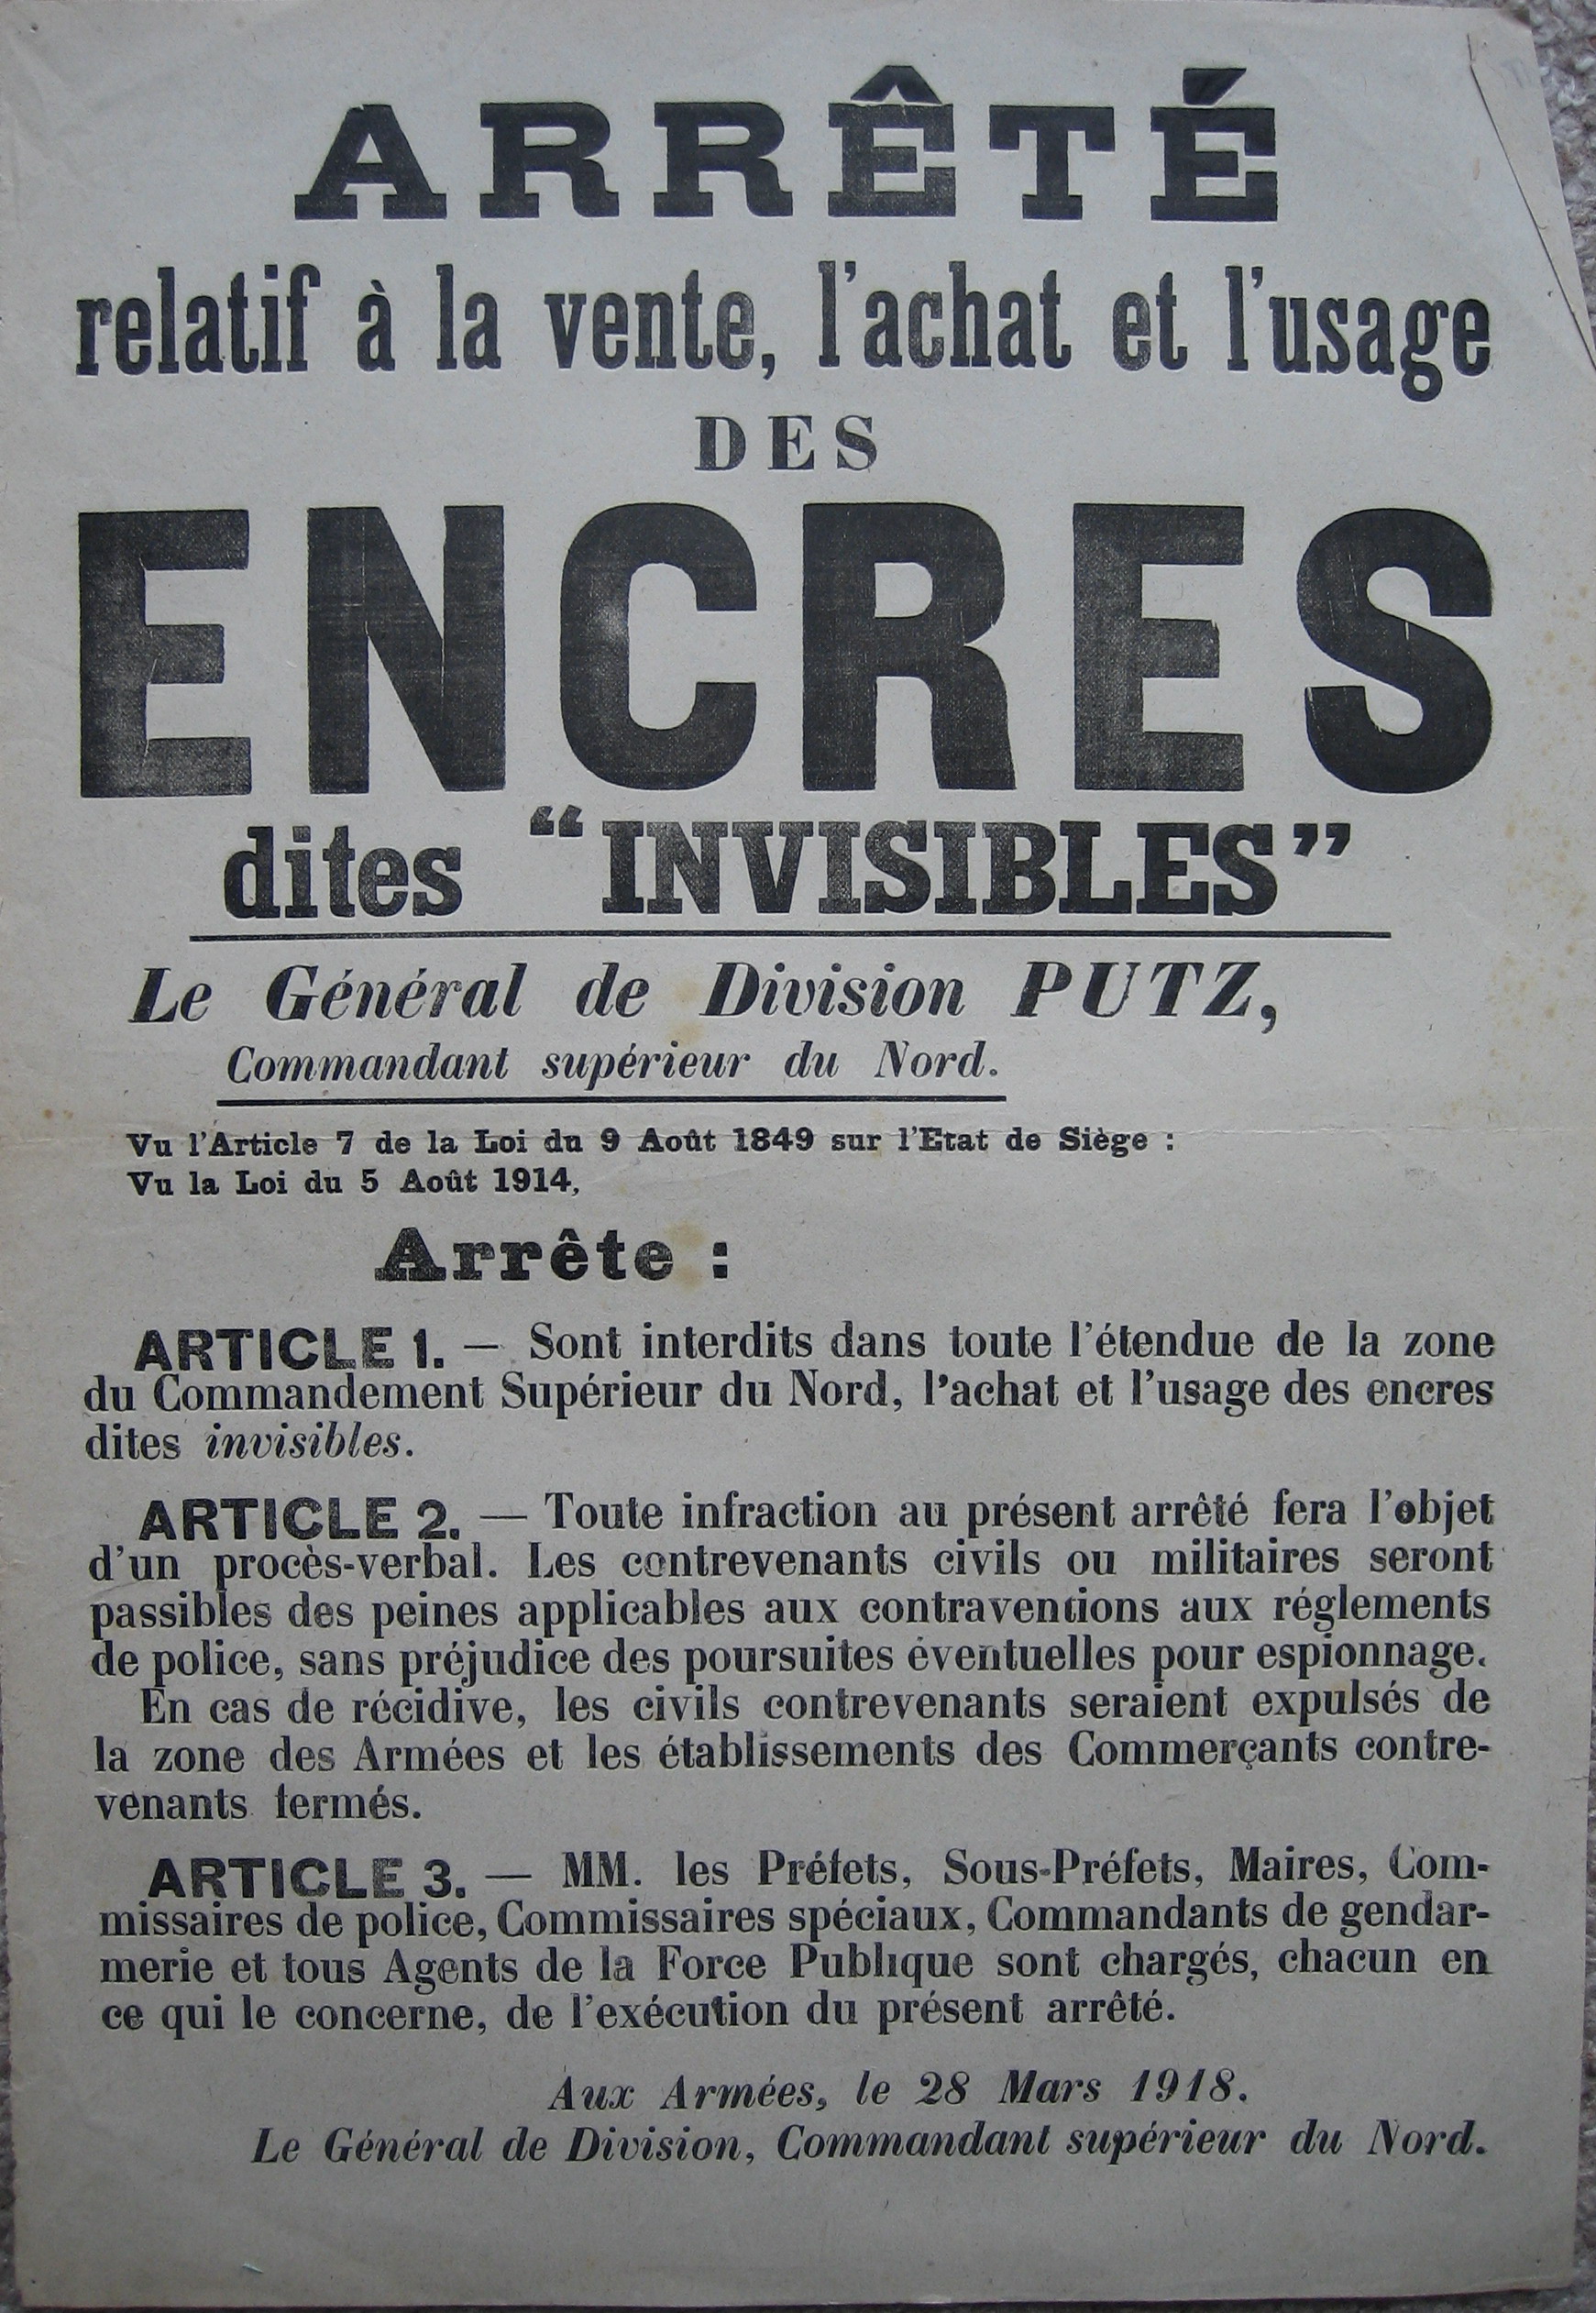 ARRÊTÉ
relatif à la vente, l'achat et l'usage
DES
ENCRES
dites “INVISIBLES”
Le Général de Division PUTZ,
Commandant supérieur du Nord.
Vu l'Article 7 de la Loi du 9 Août 1849 sur l'Etat de Siège :
Vu la Loi du 5 Août 1914,
Arrête :
ARTICLE 1. — Sont interdits dans toute l'étendue de la zone
du Commandement Supérieur du Nord, l'achat et l'usage des encres
dites invisibles.
ARTICLE 2. — Toute infraction au présent arrêté fera l'objet
d'un procès-verbal. Les contrevenants civils ou militaires seront
passibles des peines applicables aux contraventions aux réglements
de police, sans préjudice des poursuites éventuelles pour espionnage.
En cas de récidive, les civils contrevenants seraient expulsés de
la zone des Armées et les établissements des Commerçants contre-
venants fermés.
ARTICLE 3. — MM. les Préfets, Sous-Préfets, Maires, Com-
missaires de police, Commissaires spéciaux, Commandants de gendar-
merie et tous Agents de la Force Publique sont chargés, chacun en
ce qui le concerne, de l'exécution du présent arrêté.
Aux Armées, le 28 Mars 1918.
Le Général de Division, Commandant supérieur du Nord.